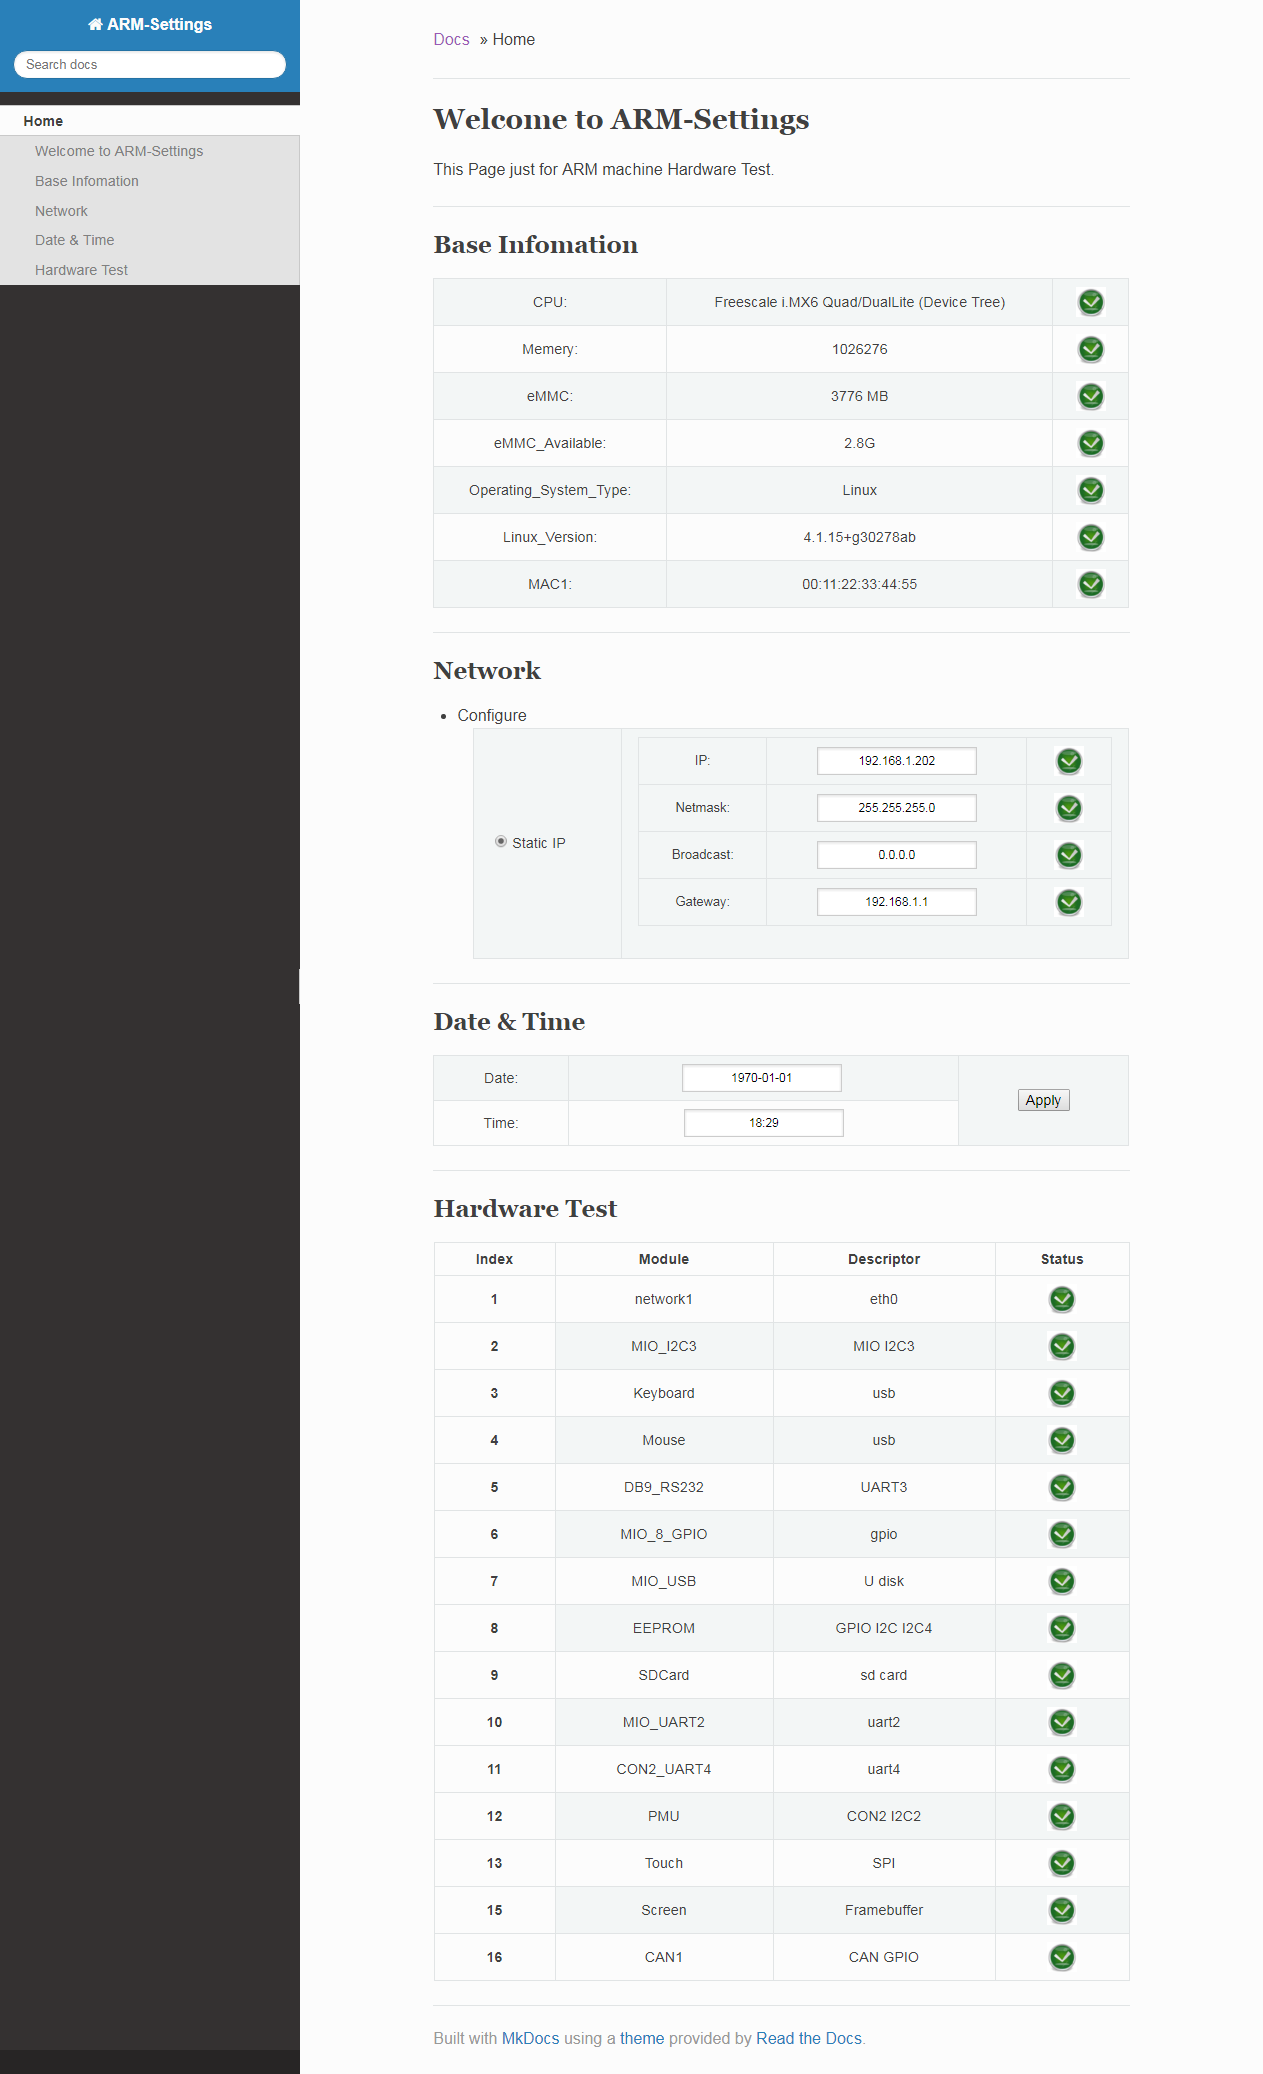 ARM-Settings
Search docs
Home
Welcome to ARM-Settings
Base Infomation
Network
Date & Time
Hardware Test
Docs » Home
Welcome to ARM-Settings
This Page just for ARM machine Hardware Test.
Base Infomation
CPU: Freescale i.MX6 Quad/DualLite (Device Tree)
Memery: 1026276
eMMC: 3776 MB
eMMC_Available: 2.8G
Operating_System_Type: Linux
Linux_Version: 4.1.15+g30278ab
MAC1: 00:11:22:33:44:55
Network
• Configure
Static IP
IP: 192.168.1.202
Netmask: 255.255.255.0
Broadcast: 0.0.0.0
Gateway: 192.168.1.1
Date & Time
Date: 1970-01-01
Time: 18:29
Apply
Hardware Test
Index Module Descriptor Status
1 network1 eth0
2 MIO_I2C3 MIO I2C3
3 Keyboard usb
4 Mouse usb
5 DB9_RS232 UART3
6 MIO_8_GPIO gpio
7 MIO_USB U disk
8 EEPROM GPIO I2C I2C4
9 SDCard sd card
10 MIO_UART2 uart2
11 CON2_UART4 uart4
12 PMU CON2 I2C2
13 Touch SPI
15 Screen Framebuffer
16 CAN1 CAN GPIO
Built with MkDocs using a theme provided by Read the Docs.